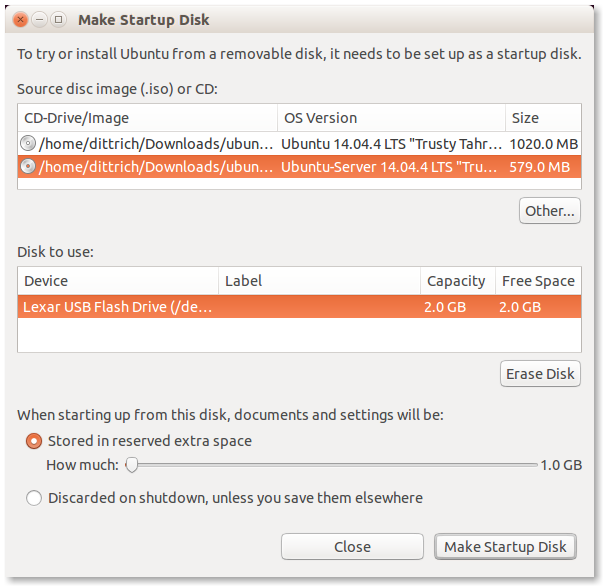 Make Startup Disk
To try or install Ubuntu from a removable disk, it needs to be set up as a startup disk.
Source disc image (.iso) or CD:
CD-Drive/Image OS Version Size
/home/dittrich/Downloads/ubun... Ubuntu 14.04.4 LTS "Trusty Tahr... 1020.0 MB
/home/dittrich/Downloads/ubun... Ubuntu-Server 14.04.4 LTS "Tru... 579.0 MB
Other...
Disk to use:
Device Label Capacity Free Space
Lexar USB Flash Drive (/de... 2.0 GB 2.0 GB
Erase Disk
When starting up from this disk, documents and settings will be:
Stored in reserved extra space
How much: 1.0 GB
Discarded on shutdown, unless you save them elsewhere
Close Make Startup Disk